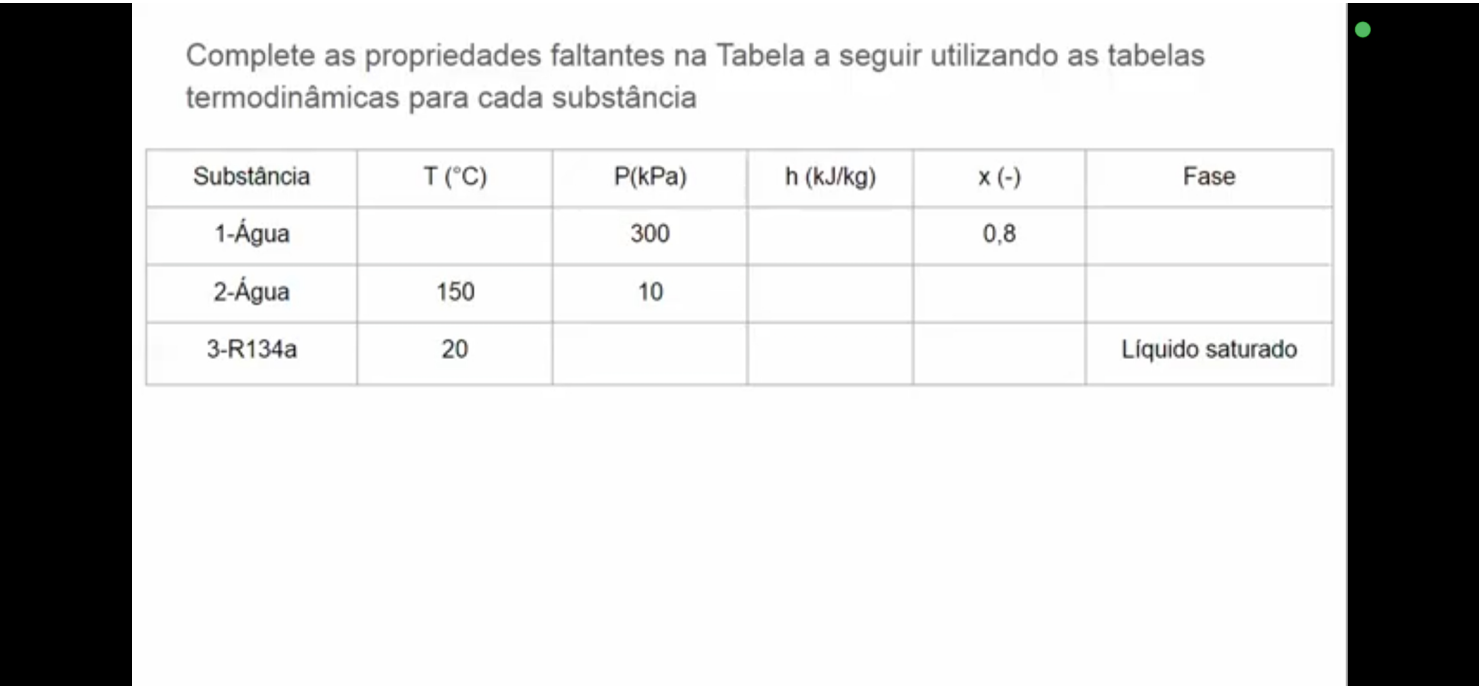 Complete as propriedades faltantes na Tabela a seguir utilizando as tabelas
termodinâmicas para cada substância
Substância T (°C) P(kPa) h (kJ/kg) x (-) Fase
1-Água 300 0,8
2-Água 150 10
3-R134a 20 Líquido saturado